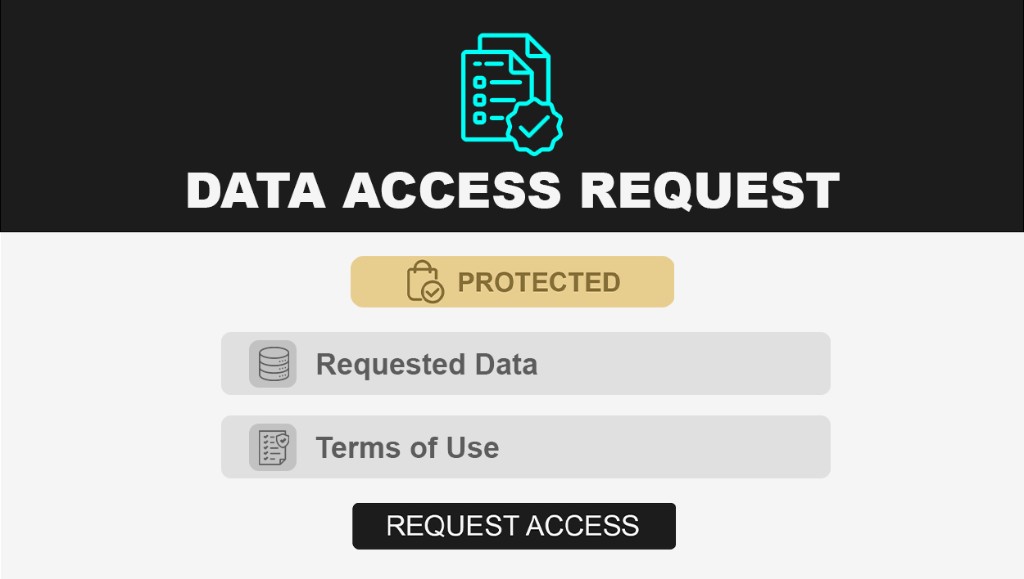 DATA ACCESS REQUEST
PROTECTED
Requested Data
Terms of Use
REQUEST ACCESS